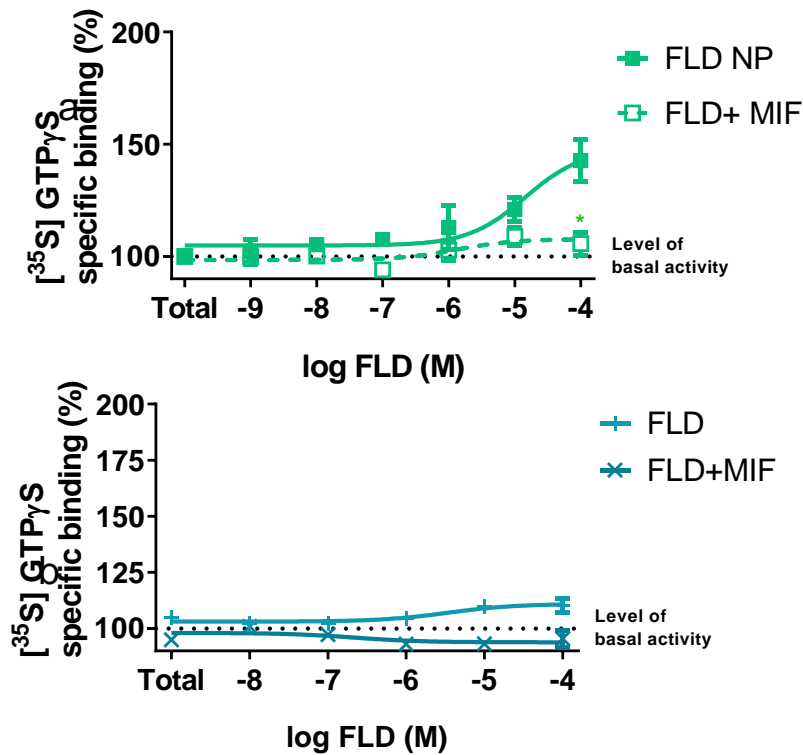 200
150
100
[³⁵S] GTPγS
specific binding (%)
a
FLD NP
FLD+ MIF
*
Level of
basal activity
Total -9 -8 -7 -6 -5 -4
log FLD (M)
200
175
150
125
100
[³⁵S] GTPγS
specific binding (%)
b
FLD
FLD+MIF
Level of
basal activity
Total -8 -7 -6 -5 -4
log FLD (M)